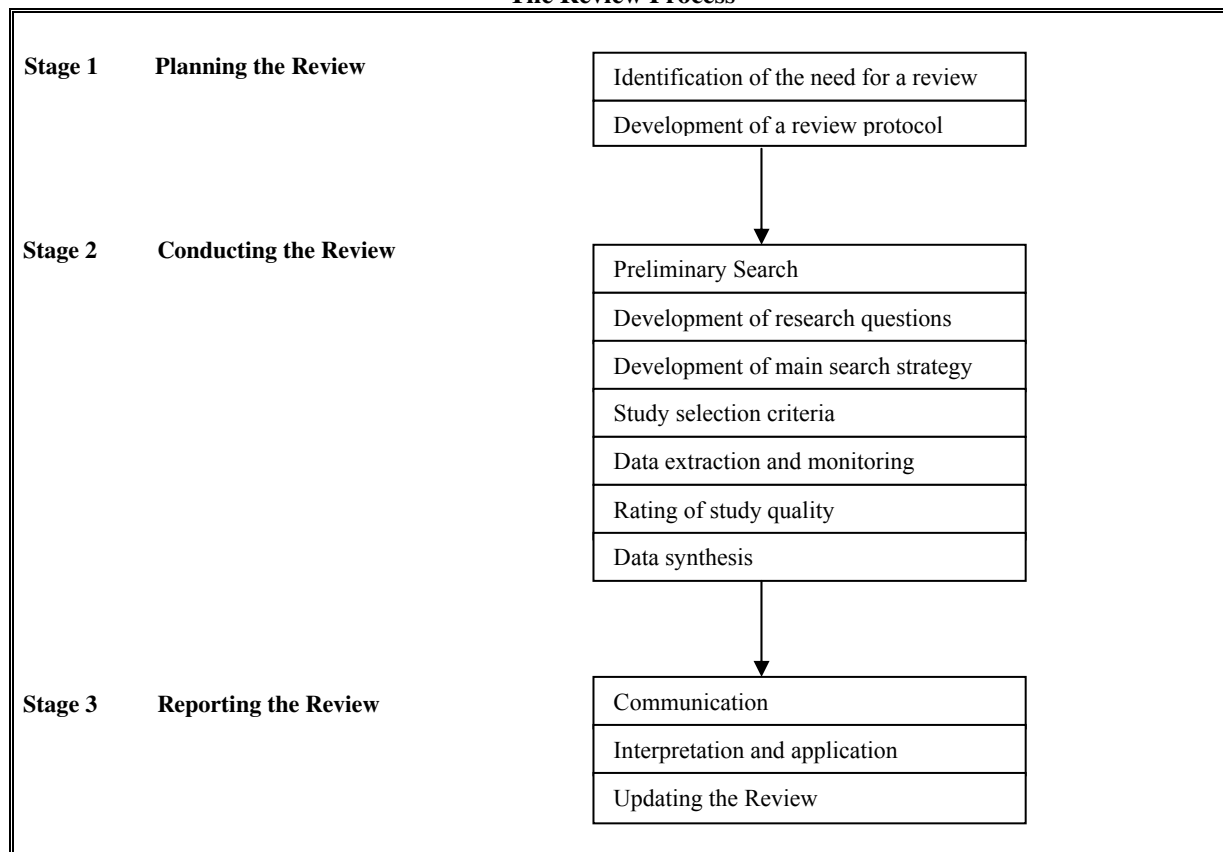 The Review Process
Stage 1 Planning the Review
Identification of the need for a review
Development of a review protocol
Stage 2 Conducting the Review
Preliminary Search
Development of research questions
Development of main search strategy
Study selection criteria
Data extraction and monitoring
Rating of study quality
Data synthesis
Stage 3 Reporting the Review
Communication
Interpretation and application
Updating the Review